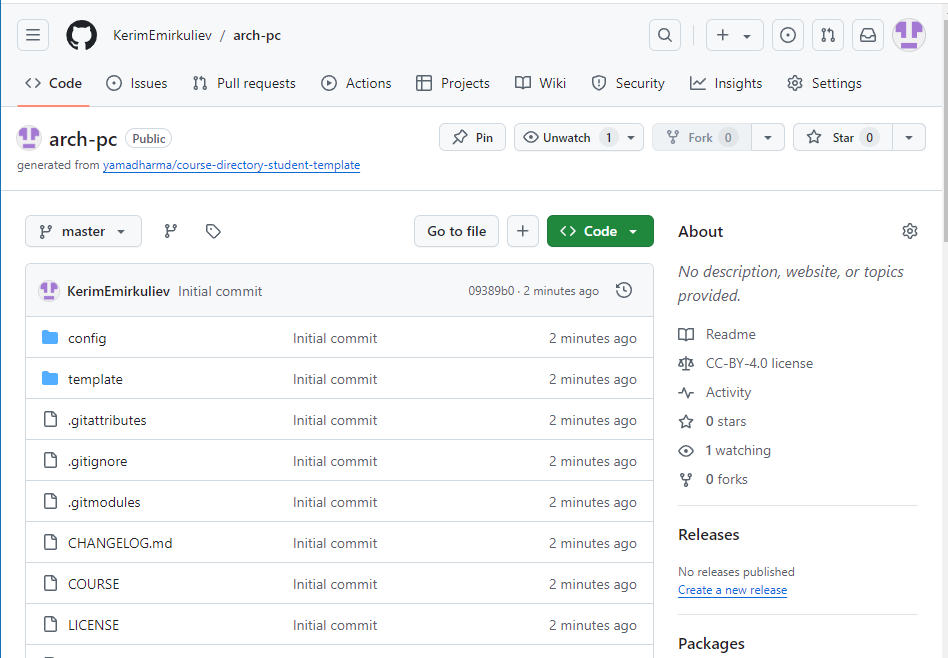 KerimEmirkuliev / arch-pc
Code Issues Pull requests Actions Projects Wiki Security Insights Settings
arch-pc Public Pin Unwatch 1 Fork 0 Star 0
generated from yamadharma/course-directory-student-template
master Go to file Code
KerimEmirkuliev Initial commit 09389b0 · 2 minutes ago
config Initial commit 2 minutes ago
template Initial commit 2 minutes ago
.gitattributes Initial commit 2 minutes ago
.gitignore Initial commit 2 minutes ago
.gitmodules Initial commit 2 minutes ago
CHANGELOG.md Initial commit 2 minutes ago
COURSE Initial commit 2 minutes ago
LICENSE Initial commit 2 minutes ago
About
No description, website, or topics
provided.
Readme
CC-BY-4.0 license
Activity
0 stars
1 watching
0 forks
Releases
No releases published
Create a new release
Packages